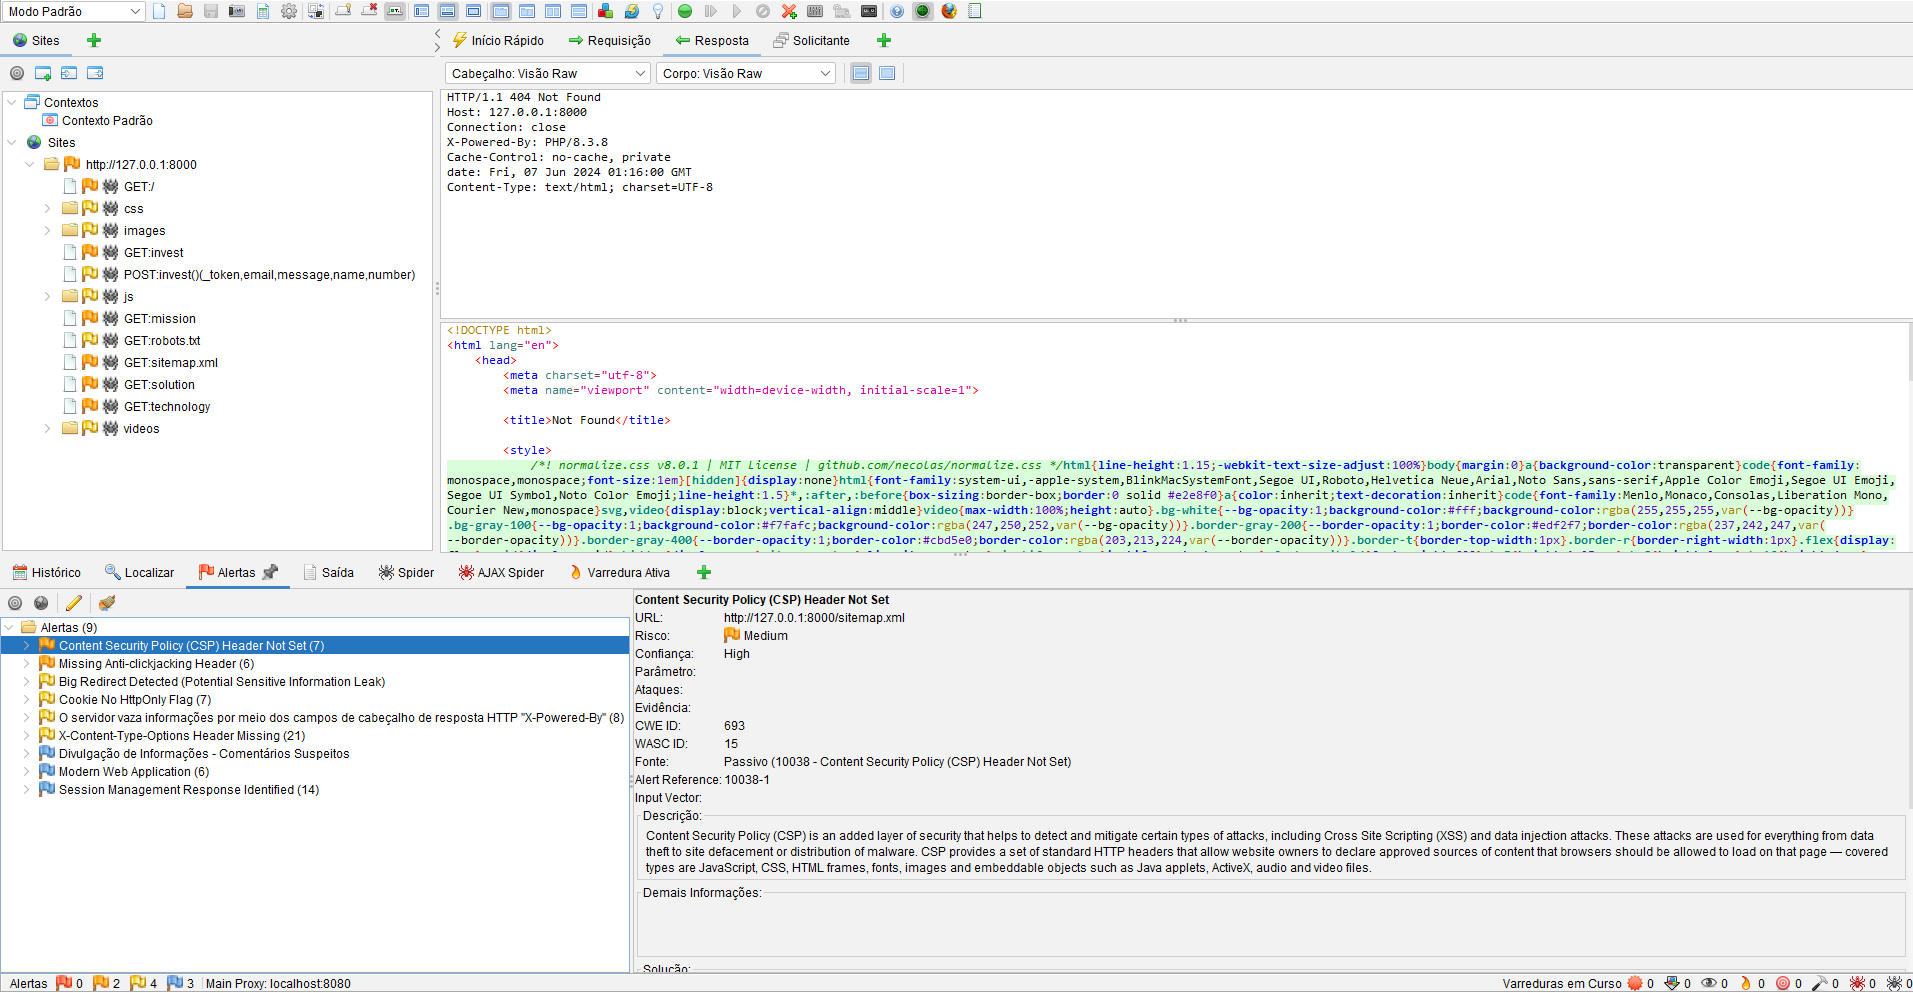 Modo Padrão
Sites
Início Rápido
Requisição
Resposta
Solicitante
Cabeçalho: Visão Raw
Corpo: Visão Raw
Contextos
Contexto Padrão
Sites
http://127.0.0.1:8000
GET:/
css
images
GET:invest
POST:invest()(_token,email,message,name,number)
js
GET:mission
GET:robots.txt
GET:sitemap.xml
GET:solution
GET:technology
videos
HTTP/1.1 404 Not Found
Host: 127.0.0.1:8000
Connection: close
X-Powered-By: PHP/8.3.8
Cache-Control: no-cache, private
date: Fri, 07 Jun 2024 01:16:00 GMT
Content-Type: text/html; charset=UTF-8
<!DOCTYPE html>
<html lang="en">
<head>
<meta charset="utf-8">
<meta name="viewport" content="width=device-width, initial-scale=1">
<title>Not Found</title>
<style>
/*! normalize.css v8.0.1 | MIT License | github.com/necolas/normalize.css */html{line-height:1.15;-webkit-text-size-adjust:100%}body{margin:0}a{background-color:transparent}code{font-family:
monospace,monospace;font-size:1em}[hidden]{display:none}html{font-family:system-ui,-apple-system,BlinkMacSystemFont,Segoe UI,Roboto,Helvetica Neue,Arial,Noto Sans,sans-serif,Apple Color Emoji,Segoe UI Emoji,
Segoe UI Symbol,Noto Color Emoji;line-height:1.5}*,:after,:before{box-sizing:border-box;border:0 solid #e2e8f0}a{color:inherit;text-decoration:inherit}code{font-family:Menlo,Monaco,Consolas,Liberation Mono,
Courier New,monospace}svg,video{display:block;vertical-align:middle}video{max-width:100%;height:auto}.bg-white{--bg-opacity:1;background-color:#fff;background-color:rgba(255,255,255,var(--bg-opacity))}
.bg-gray-100{--bg-opacity:1;background-color:#f7fafc;background-color:rgba(247,250,252,var(--bg-opacity))}.border-gray-200{--border-opacity:1;border-color:#edf2f7;border-color:rgba(237,242,247,var(
--border-opacity))}.border-gray-400{--border-opacity:1;border-color:#cbd5e0;border-color:rgba(203,213,224,var(--border-opacity))}.border-t{border-top-width:1px}.border-r{border-right-width:1px}.flex{display:
Histórico
Localizar
Alertas
Saída
Spider
AJAX Spider
Varredura Ativa
Alertas (9)
Content Security Policy (CSP) Header Not Set (7)
Missing Anti-clickjacking Header (6)
Big Redirect Detected (Potential Sensitive Information Leak)
Cookie No HttpOnly Flag (7)
O servidor vaza informações por meio dos campos de cabeçalho de resposta HTTP "X-Powered-By" (8)
X-Content-Type-Options Header Missing (21)
Divulgação de Informações - Comentários Suspeitos
Modern Web Application (6)
Session Management Response Identified (14)
Content Security Policy (CSP) Header Not Set
URL: http://127.0.0.1:8000/sitemap.xml
Risco: Medium
Confiança: High
Parâmetro:
Ataques:
Evidência:
CWE ID: 693
WASC ID: 15
Fonte: Passivo (10038 - Content Security Policy (CSP) Header Not Set)
Alert Reference: 10038-1
Input Vector:
Descrição:
Content Security Policy (CSP) is an added layer of security that helps to detect and mitigate certain types of attacks, including Cross Site Scripting (XSS) and data injection attacks. These attacks are used for everything from data
theft to site defacement or distribution of malware. CSP provides a set of standard HTTP headers that allow website owners to declare approved sources of content that browsers should be allowed to load on that page — covered
types are JavaScript, CSS, HTML frames, fonts, images and embeddable objects such as Java applets, ActiveX, audio and video files.
Demais Informações:
Solução:
Alertas 0 2 4 3 Main Proxy: localhost:8080
Varreduras em Curso 0 0 0 0 0 0 0 0